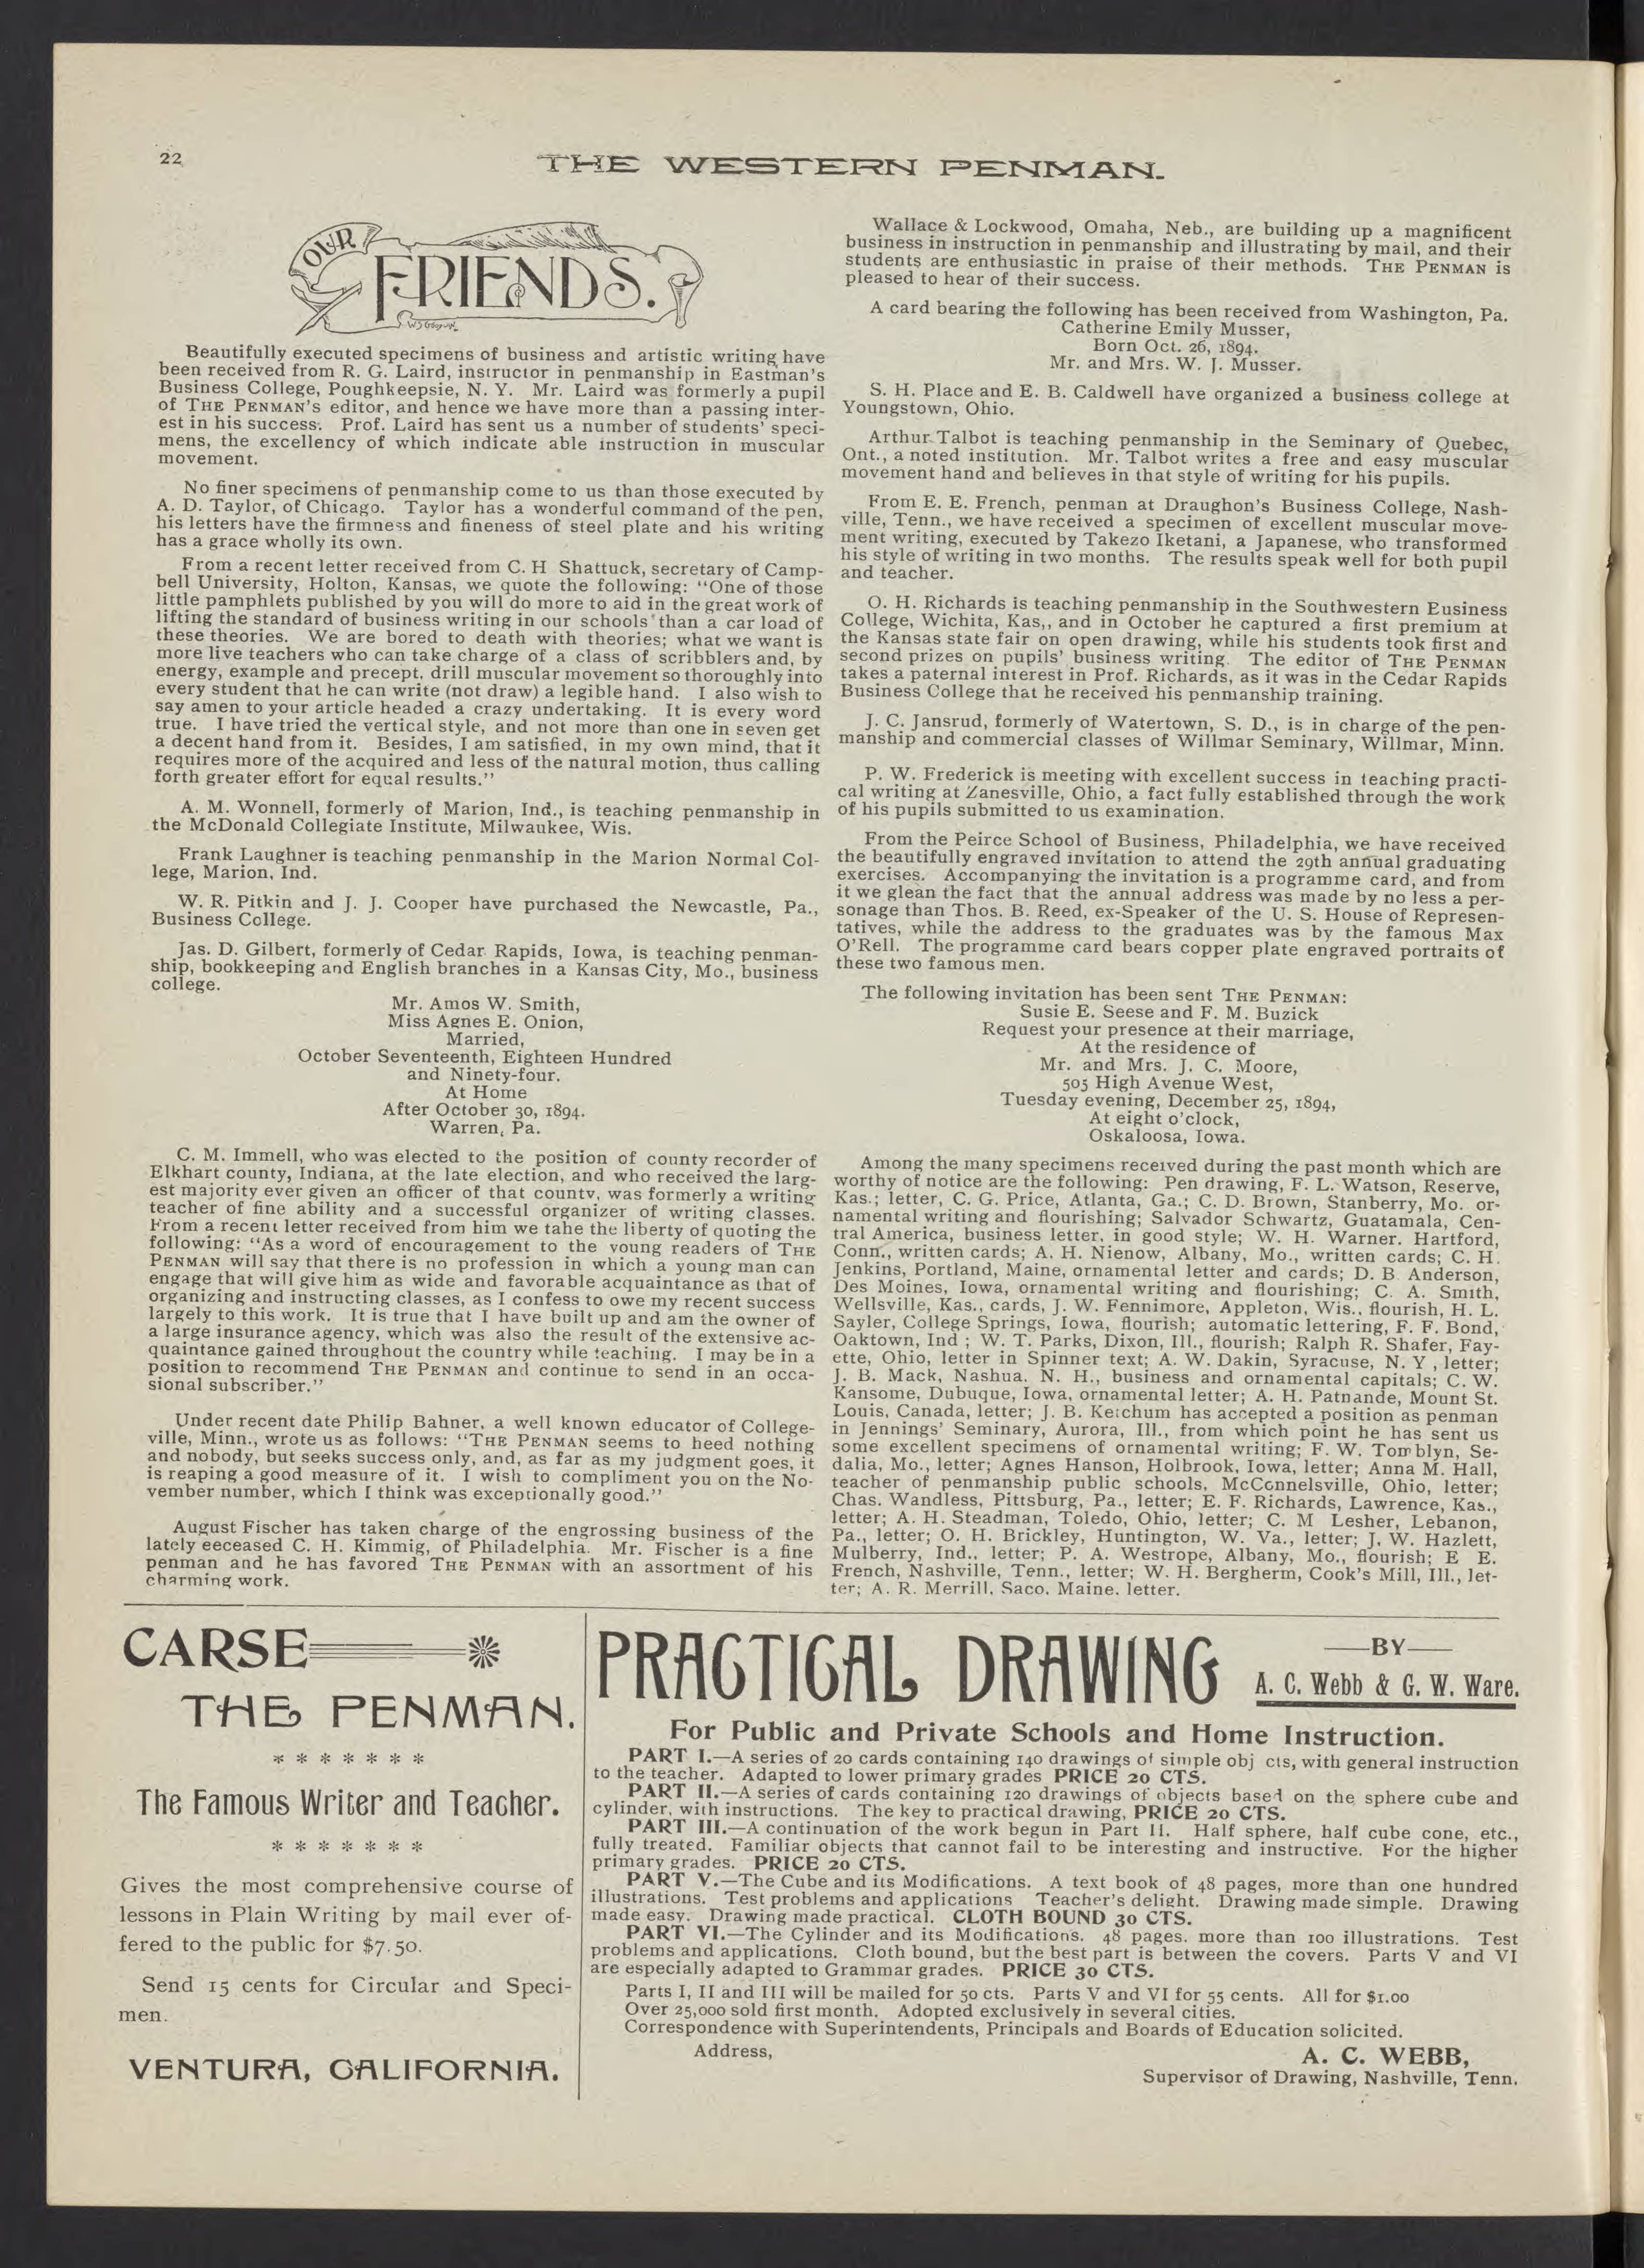 22
THE WESTERN PENMAN.
OUR
FRIENDS.
Beautifully executed specimens of business and artistic writing have
been received from R. G. Laird, instructor in penmanship in Eastman's
Business College, Poughkeepsie, N. Y. Mr. Laird was formerly a pupil
of THE PENMAN'S editor, and hence we have more than a passing inter-
est in his success. Prof. Laird has sent us a number of students' speci-
mens, the excellency of which indicate able instruction in muscular
movement.
No finer specimens of penmanship come to us than those executed by
A. D. Taylor, of Chicago. Taylor has a wonderful command of the pen,
his letters have the firmness and fineness of steel plate and his writing
has a grace wholly its own.
From a recent letter received from C. H Shattuck, secretary of Camp-
bell University, Holton, Kansas, we quote the following: "One of those
little pamphlets published by you will do more to aid in the great work of
lifting the standard of business writing in our schools than a car load of
these theories. We are bored to death with theories; what we want is
more live teachers who can take charge of a class of scribblers and, by
energy, example and precept, drill muscular movement so thoroughly into
every student that he can write (not draw) a legible hand. I also wish to
say amen to your article headed a crazy undertaking. It is every word
true. I have tried the vertical style, and not more than one in seven get
a decent hand from it. Besides, I am satisfied, in my own mind, that it
requires more of the acquired and less of the natural motion, thus calling
forth greater effort for equal results."
A. M. Wonnell, formerly of Marion, Ind., is teaching penmanship in
the McDonald Collegiate Institute, Milwaukee, Wis.
Frank Laughner is teaching penmanship in the Marion Normal Col-
lege, Marion, Ind.
W. R. Pitkin and J. J. Cooper have purchased the Newcastle, Pa.,
Business College.
Jas. D. Gilbert, formerly of Cedar Rapids, Iowa, is teaching penman-
ship, bookkeeping and English branches in a Kansas City, Mo., business
college.
Mr. Amos W. Smith,
Miss Agnes E. Onion,
Married,
October Seventeenth, Eighteen Hundred
and Ninety-four.
At Home
After October 30, 1894.
Warren, Pa.
C. M. Immell, who was elected to the position of county recorder of
Elkhart county, Indiana, at the late election, and who received the larg-
est majority ever given an officer of that county, was formerly a writing
teacher of fine ability and a successful organizer of writing classes.
From a recent letter received from him we tahe the liberty of quoting the
following: "As a word of encouragement to the young readers of THE
PENMAN will say that there is no profession in which a young man can
engage that will give him as wide and favorable acquaintance as that of
organizing and instructing classes, as I confess to owe my recent success
largely to this work. It is true that I have built up and am the owner of
a large insurance agency, which was also the result of the extensive ac-
quaintance gained throughout the country while teaching. I may be in a
position to recommend THE PENMAN and continue to send in an occa-
sional subscriber."
Under recent date Philip Bahner, a well known educator of College-
ville, Minn., wrote us as follows: "THE PENMAN seems to heed nothing
and nobody, but seeks success only, and, as far as my judgment goes, it
is reaping a good measure of it. I wish to compliment you on the No-
vember number, which I think was exceptionally good."
August Fischer has taken charge of the engrossing business of the
lately eeceased C. H. Kimmig, of Philadelphia. Mr. Fischer is a fine
penman and he has favored THE PENMAN with an assortment of his
charming work.
Wallace & Lockwood, Omaha, Neb., are building up a magnificent
business in instruction in penmanship and illustrating by mail, and their
students are enthusiastic in praise of their methods. THE PENMAN is
pleased to hear of their success.
A card bearing the following has been received from Washington, Pa.
Catherine Emily Musser,
Born Oct. 26, 1894.
Mr. and Mrs. W. J. Musser.
S. H. Place and E. B. Caldwell have organized a business college at
Youngstown, Ohio.
Arthur Talbot is teaching penmanship in the Seminary of Quebec,
Ont., a noted institution. Mr. Talbot writes a free and easy muscular
movement hand and believes in that style of writing for his pupils.
From E. E. French, penman at Draughon's Business College, Nash-
ville, Tenn., we have received a specimen of excellent muscular move-
ment writing, executed by Takezo Iketani, a Japanese, who transformed
his style of writing in two months. The results speak well for both pupil
and teacher.
O. H. Richards is teaching penmanship in the Southwestern Eusiness
College, Wichita, Kas,, and in October he captured a first premium at
the Kansas state fair on open drawing, while his students took first and
second prizes on pupils' business writing. The editor of THE PENMAN
takes a paternal interest in Prof. Richards, as it was in the Cedar Rapids
Business College that he received his penmanship training.
J. C. Jansrud, formerly of Watertown, S. D., is in charge of the pen-
manship and commercial classes of Willmar Seminary, Willmar, Minn.
P. W. Frederick is meeting with excellent success in teaching practi-
cal writing at Zanesville, Ohio, a fact fully established through the work
of his pupils submitted to us examination.
From the Peirce School of Business, Philadelphia, we have received
the beautifully engraved invitation to attend the 29th annual graduating
exercises. Accompanying the invitation is a programme card, and from
it we glean the fact that the annual address was made by no less a per-
sonage than Thos. B. Reed, ex-Speaker of the U. S. House of Represen-
tatives, while the address to the graduates was by the famous Max
O'Rell. The programme card bears copper plate engraved portraits of
these two famous men.
The following invitation has been sent THE PENMAN:
Susie E. Seese and F. M. Buzick
Request your presence at their marriage,
At the residence of
Mr. and Mrs. J. C. Moore,
505 High Avenue West,
Tuesday evening, December 25, 1894,
At eight o'clock,
Oskaloosa, Iowa.
Among the many specimens received during the past month which are
worthy of notice are the following: Pen drawing, F. L. Watson, Reserve,
Kas.; letter, C. G. Price, Atlanta, Ga.; C. D. Brown, Stanberry, Mo. or-
namental writing and flourishing; Salvador Schwartz, Guatamala, Cen-
tral America, business letter, in good style; W. H. Warner. Hartford,
Conn., written cards; A. H. Nienow, Albany, Mo., written cards; C. H.
Jenkins, Portland, Maine, ornamental letter and cards; D. B Anderson,
Des Moines, Iowa, ornamental writing and flourishing; C. A. Smith,
Wellsville, Kas., cards, J. W. Fennimore, Appleton, Wis., flourish, H. L.
Sayler, College Springs, Iowa, flourish; automatic lettering, F. F. Bond,
Oaktown, Ind ; W. T. Parks, Dixon, Ill., flourish; Ralph R. Shafer, Fay-
ette, Ohio, letter in Spinner text; A. W. Dakin, Syracuse, N. Y , letter;
J. B. Mack, Nashua. N. H., business and ornamental capitals; C. W.
Kansome, Dubuque, Iowa, ornamental letter; A. H. Patnande, Mount St.
Louis, Canada, letter; J. B. Ketchum has accepted a position as penman
in Jennings' Seminary, Aurora, Ill., from which point he has sent us
some excellent specimens of ornamental writing; F. W. Tomblyn, Se-
dalia, Mo., letter; Agnes Hanson, Holbrook, Iowa, letter; Anna M. Hall,
teacher of penmanship public schools, McConnelsville, Ohio, letter;
Chas. Wandless, Pittsburg, Pa., letter; E. F. Richards, Lawrence, Kas.,
letter; A. H. Steadman, Toledo, Ohio, letter; C. M Lesher, Lebanon,
Pa., letter; O. H. Brickley, Huntington, W. Va., letter; J. W. Hazlett,
Mulberry, Ind., letter; P. A. Westrope, Albany, Mo., flourish; E E.
French, Nashville, Tenn., letter; W. H. Bergherm, Cook's Mill, Ill., let-
ter; A. R. Merrill, Saco, Maine, letter.
CARSE
THE PENMAN.
* * * * * * *
The Famous Writer and Teacher.
* * * * * * *
Gives the most comprehensive course of
lessons in Plain Writing by mail ever of-
fered to the public for $7.50.
Send 15 cents for Circular and Speci-
men.
VENTURA, CALIFORNIA.
PRACTICAL DRAWING
—BY—
A. C. Webb & G. W. Ware.
For Public and Private Schools and Home Instruction.
PART I.—A series of 20 cards containing 140 drawings of simple obj cts, with general instruction
to the teacher. Adapted to lower primary grades PRICE 20 CTS.
PART II.—A series of cards containing 120 drawings of objects based on the sphere cube and
cylinder, with instructions. The key to practical drawing, PRICE 20 CTS.
PART III.—A continuation of the work begun in Part II. Half sphere, half cube cone, etc.,
fully treated. Familiar objects that cannot fail to be interesting and instructive. For the higher
primary grades. PRICE 20 CTS.
PART V.—The Cube and its Modifications. A text book of 48 pages, more than one hundred
illustrations. Test problems and applications Teacher's delight. Drawing made simple. Drawing
made easy. Drawing made practical. CLOTH BOUND 30 CTS.
PART VI.—The Cylinder and its Modifications. 48 pages. more than 100 illustrations. Test
problems and applications. Cloth bound, but the best part is between the covers. Parts V and VI
are especially adapted to Grammar grades. PRICE 30 CTS.
Parts I, II and III will be mailed for 50 cts. Parts V and VI for 55 cents. All for $1.00
Over 25,000 sold first month. Adopted exclusively in several cities.
Correspondence with Superintendents, Principals and Boards of Education solicited.
Address,
A. C. WEBB,
Supervisor of Drawing, Nashville, Tenn.